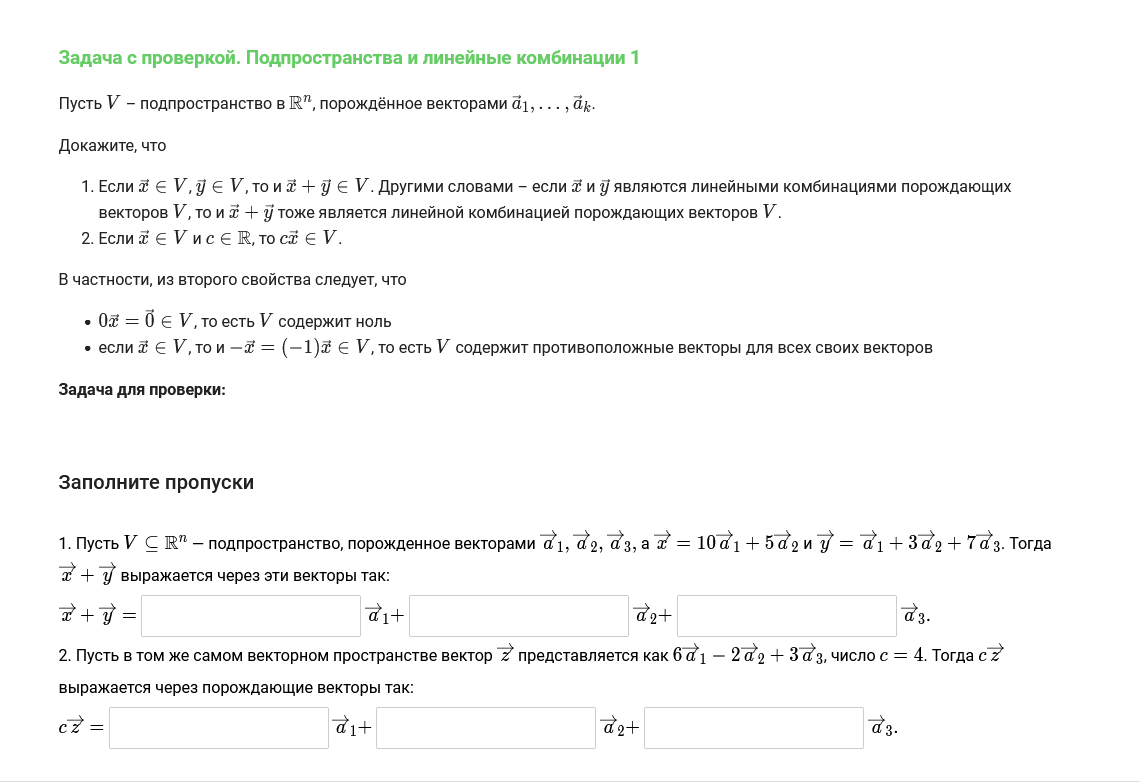 Задача с проверкой. Подпространства и линейные комбинации 1
Пусть $V$ – подпространство в $\mathbb{R}^n$, порождённое векторами $\vec{a}_1, \ldots, \vec{a}_k$.
Докажите, что
1. Если $\vec{x} \in V, \vec{y} \in V$, то и $\vec{x} + \vec{y} \in V$. Другими словами – если $\vec{x}$ и $\vec{y}$ являются линейными комбинациями порождающих
векторов $V$, то и $\vec{x} + \vec{y}$ тоже является линейной комбинацией порождающих векторов $V$.
2. Если $\vec{x} \in V$ и $c \in \mathbb{R}$, то $c\vec{x} \in V$.
В частности, из второго свойства следует, что
• $0\vec{x} = \vec{0} \in V$, то есть $V$ содержит ноль
• если $\vec{x} \in V$, то и $-\vec{x} = (-1)\vec{x} \in V$, то есть $V$ содержит противоположные векторы для всех своих векторов
Задача для проверки:
Заполните пропуски
1. Пусть $V \subseteq \mathbb{R}^n$ — подпространство, порожденное векторами $\overrightarrow{a}_1, \overrightarrow{a}_2, \overrightarrow{a}_3$, а $\overrightarrow{x} = 10\overrightarrow{a}_1 + 5\overrightarrow{a}_2$ и $\overrightarrow{y} = \overrightarrow{a}_1 + 3\overrightarrow{a}_2 + 7\overrightarrow{a}_3$. Тогда
$\overrightarrow{x} + \overrightarrow{y}$ выражается через эти векторы так:
$\overrightarrow{x} + \overrightarrow{y} =$ $\overrightarrow{a}_1 +$ $\overrightarrow{a}_2 +$ $\overrightarrow{a}_3$.
2. Пусть в том же самом векторном пространстве вектор $\overrightarrow{z}$ представляется как $6\overrightarrow{a}_1 - 2\overrightarrow{a}_2 + 3\overrightarrow{a}_3$, число $c = 4$. Тогда $c\overrightarrow{z}$
выражается через порождающие векторы так:
$c\overrightarrow{z} =$ $\overrightarrow{a}_1 +$ $\overrightarrow{a}_2 +$ $\overrightarrow{a}_3$.